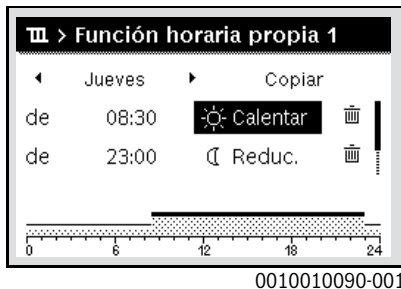 > Función horaria propia 1
Jueves Copiar
de 08:30 Calentar
de 23:00 Reduc.
0 6 12 18 24
0010010090-001